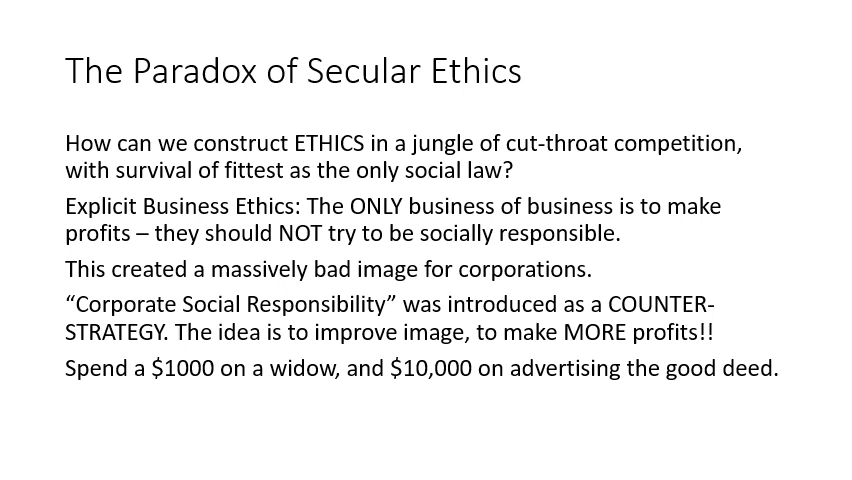 The Paradox of Secular Ethics
How can we construct ETHICS in a jungle of cut-throat competition,
with survival of fittest as the only social law?
Explicit Business Ethics: The ONLY business of business is to make
profits – they should NOT try to be socially responsible.
This created a massively bad image for corporations.
“Corporate Social Responsibility” was introduced as a COUNTER-
STRATEGY. The idea is to improve image, to make MORE profits!!
Spend a $1000 on a widow, and $10,000 on advertising the good deed.